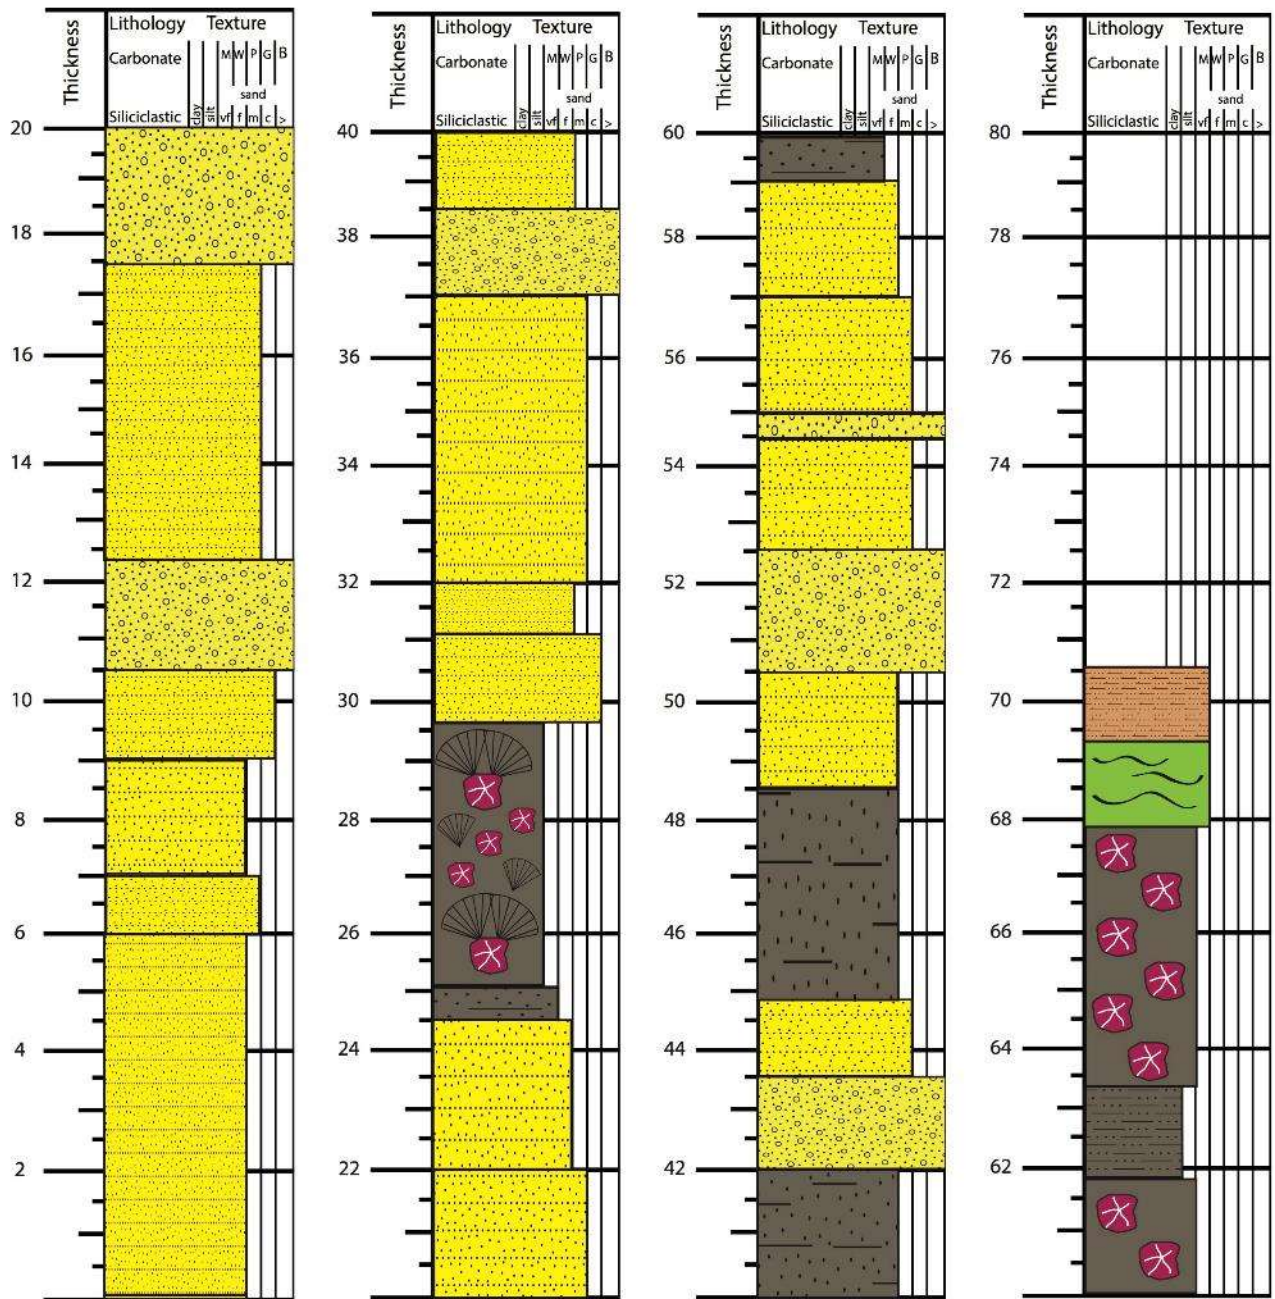 Thickness
Lithology Texture
Carbonate
M W P G B
sand
Siliciclastic clay silt vf f m c >
20
18
16
14
12
10
8
6
4
2
Thickness
Lithology Texture
Carbonate
M W P G B
sand
Siliciclastic clay silt vf f m c >
40
38
36
34
32
30
28
26
24
22
Thickness
Lithology Texture
Carbonate
M W P G B
sand
Siliciclastic clay silt vf f m c >
60
58
56
54
52
50
48
46
44
42
Thickness
Lithology Texture
Carbonate
M W P G B
sand
Siliciclastic clay silt vf f m c >
80
78
76
74
72
70
68
66
64
62